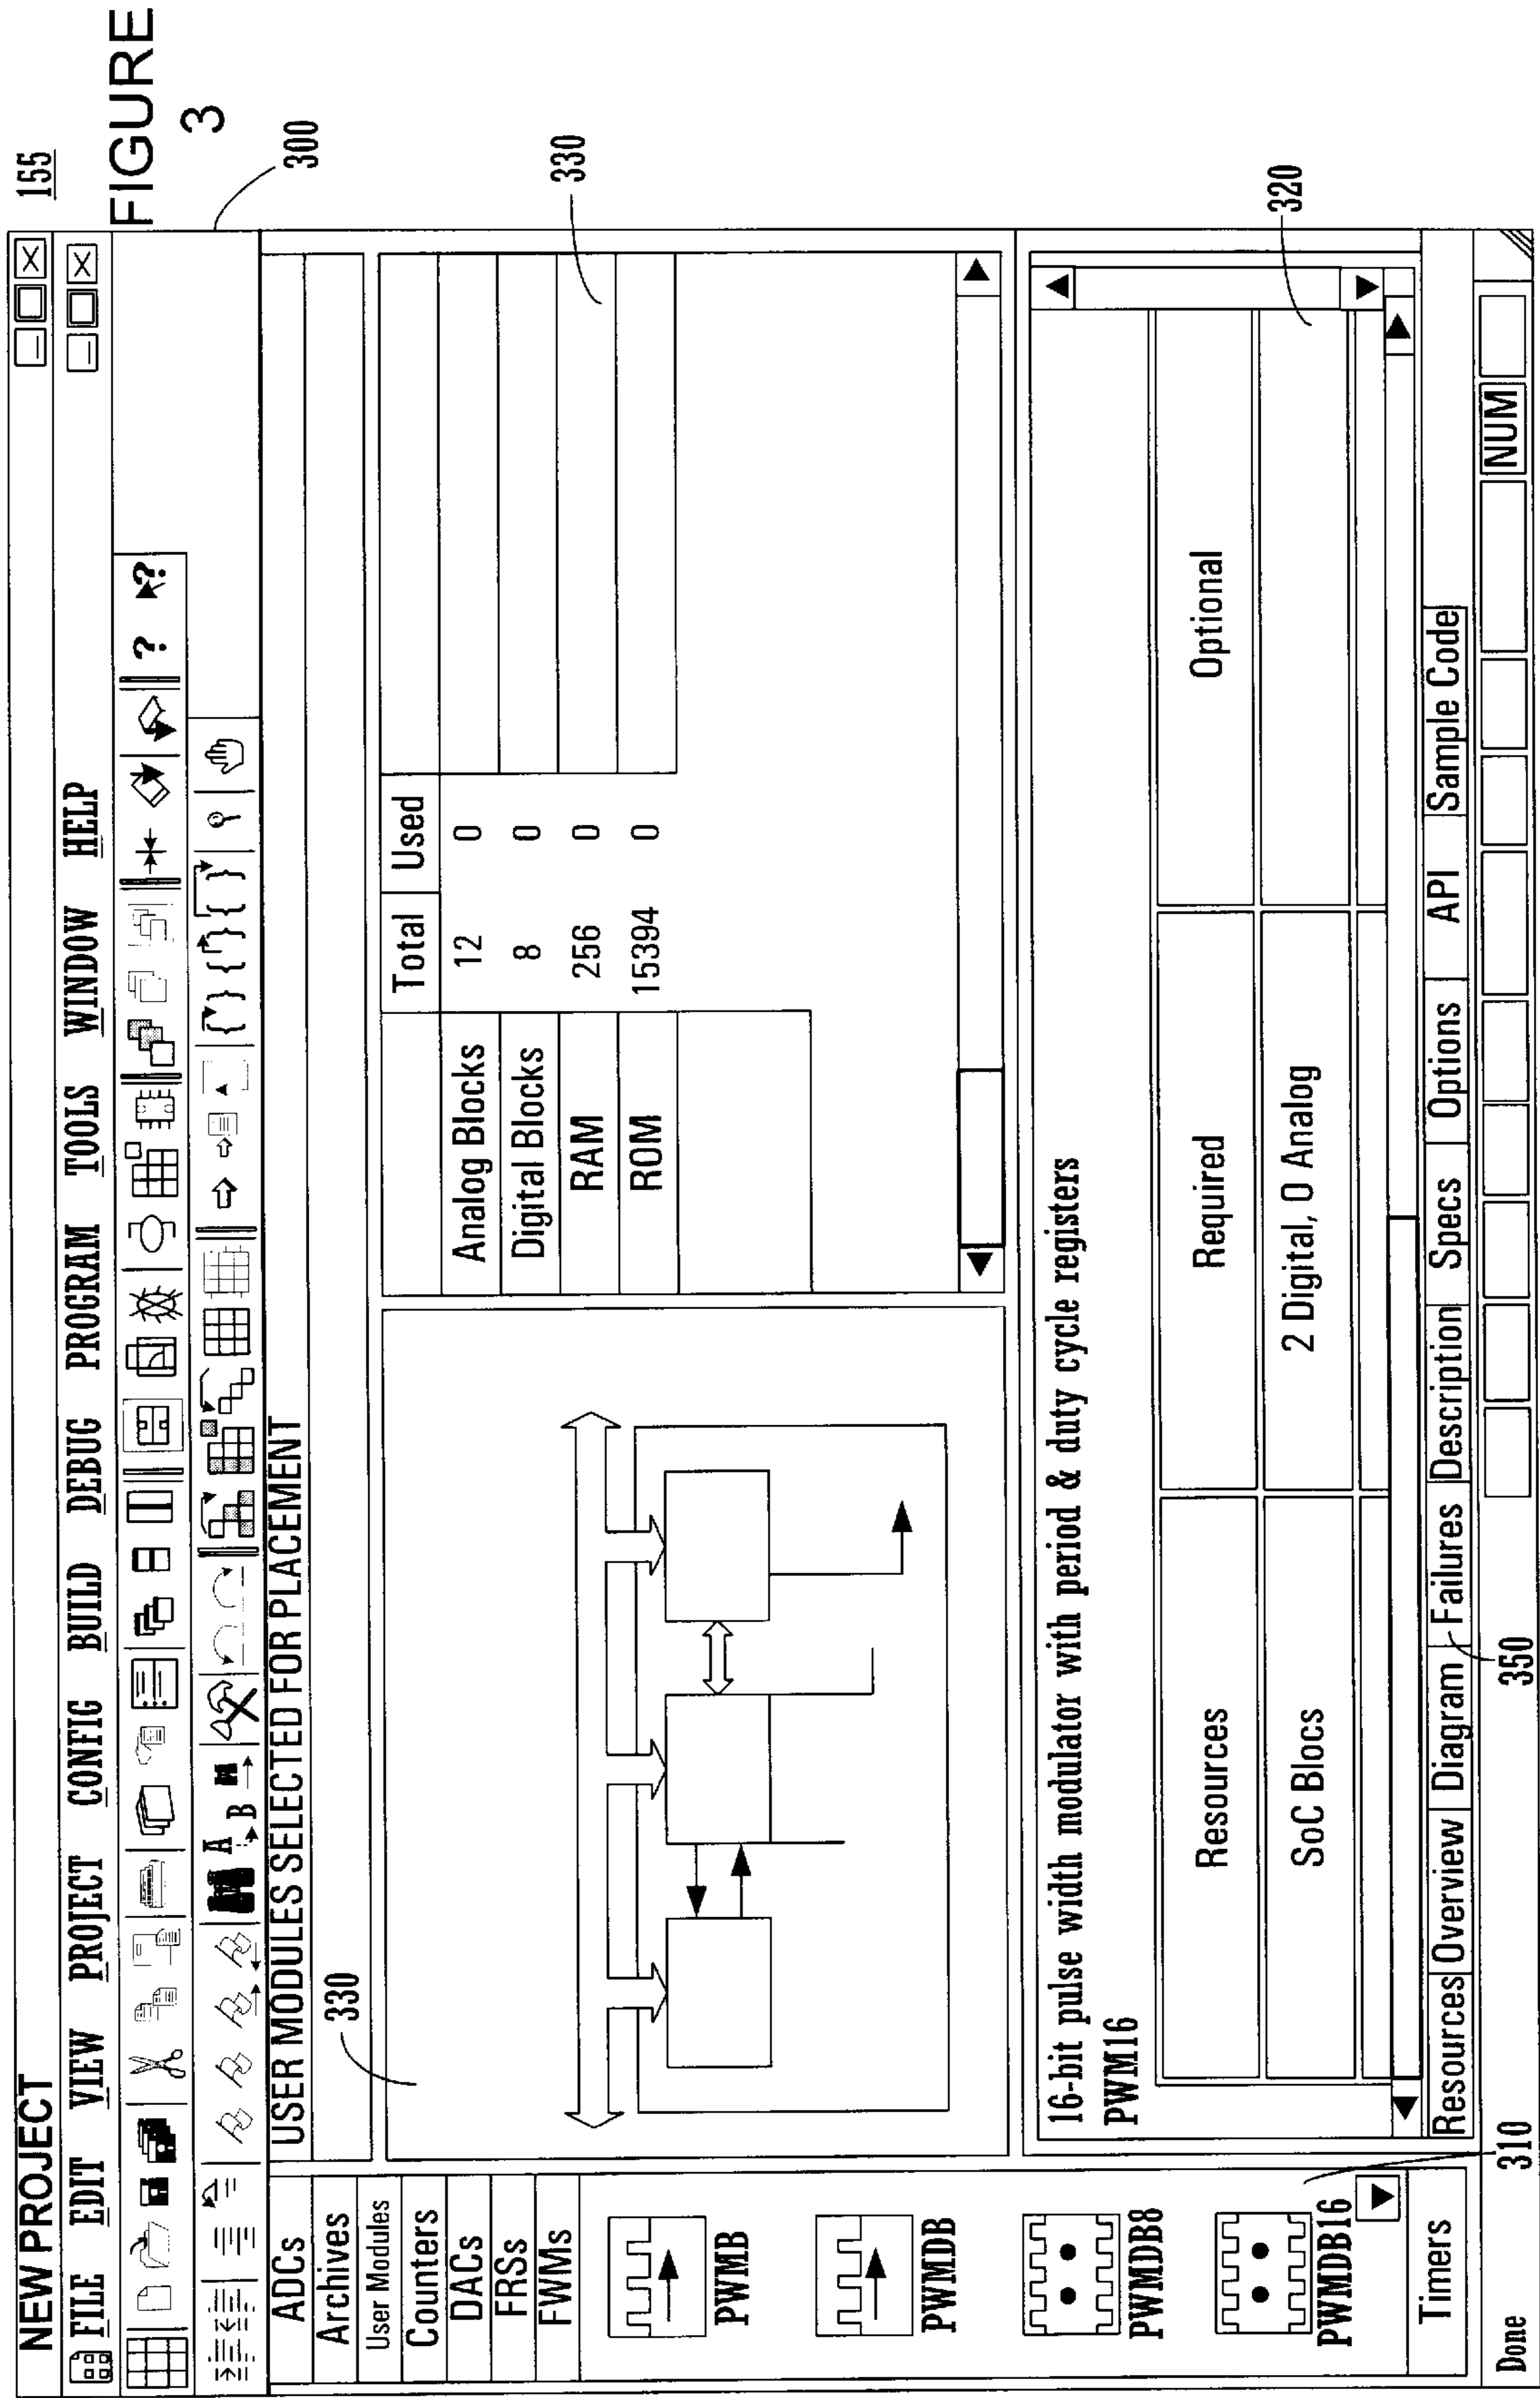 155
FIGURE
3
NEW PROJECT
FILE EDIT VIEW PROJECT CONFIG BUILD DEBUG PROGRAM TOOLS WINDOW HELP
? ?
A
B
300
USER MODULES SELECTED FOR PLACEMENT
ADCs
Archives
User Modules
Counters
DACs
FRSs
FWMs
PWMB
PWMDB
PWMDB8
PWMDB16
Timers
310
330
Total Used
Analog Blocks 12 0
Digital Blocks 8 0
RAM 256 0
ROM 15394 0
330
16-bit pulse width modulator with period & duty cycle registers
PWM16
Resources Required Optional
SoC Blocs 2 Digital, 0 Analog
320
Resources Overview Diagram Failures Description Specs Options API Sample Code
350
Done NUM